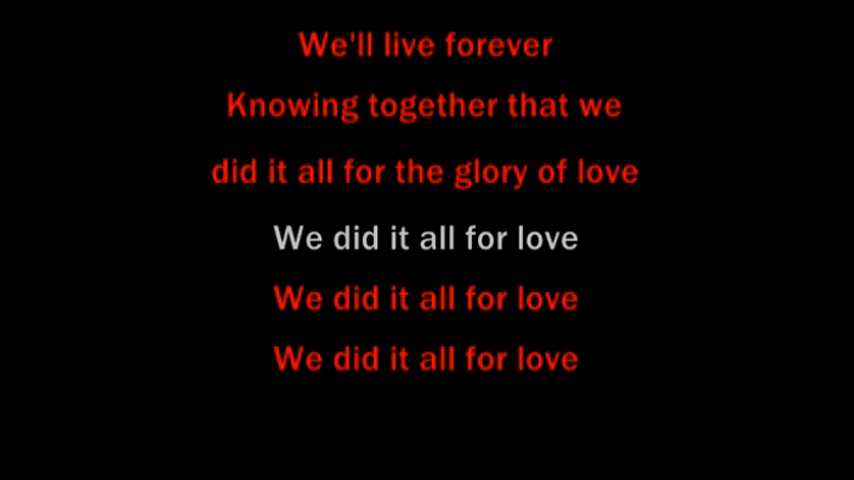 We'll live forever
Knowing together that we
did it all for the glory of love
We did it all for love
We did it all for love
We did it all for love